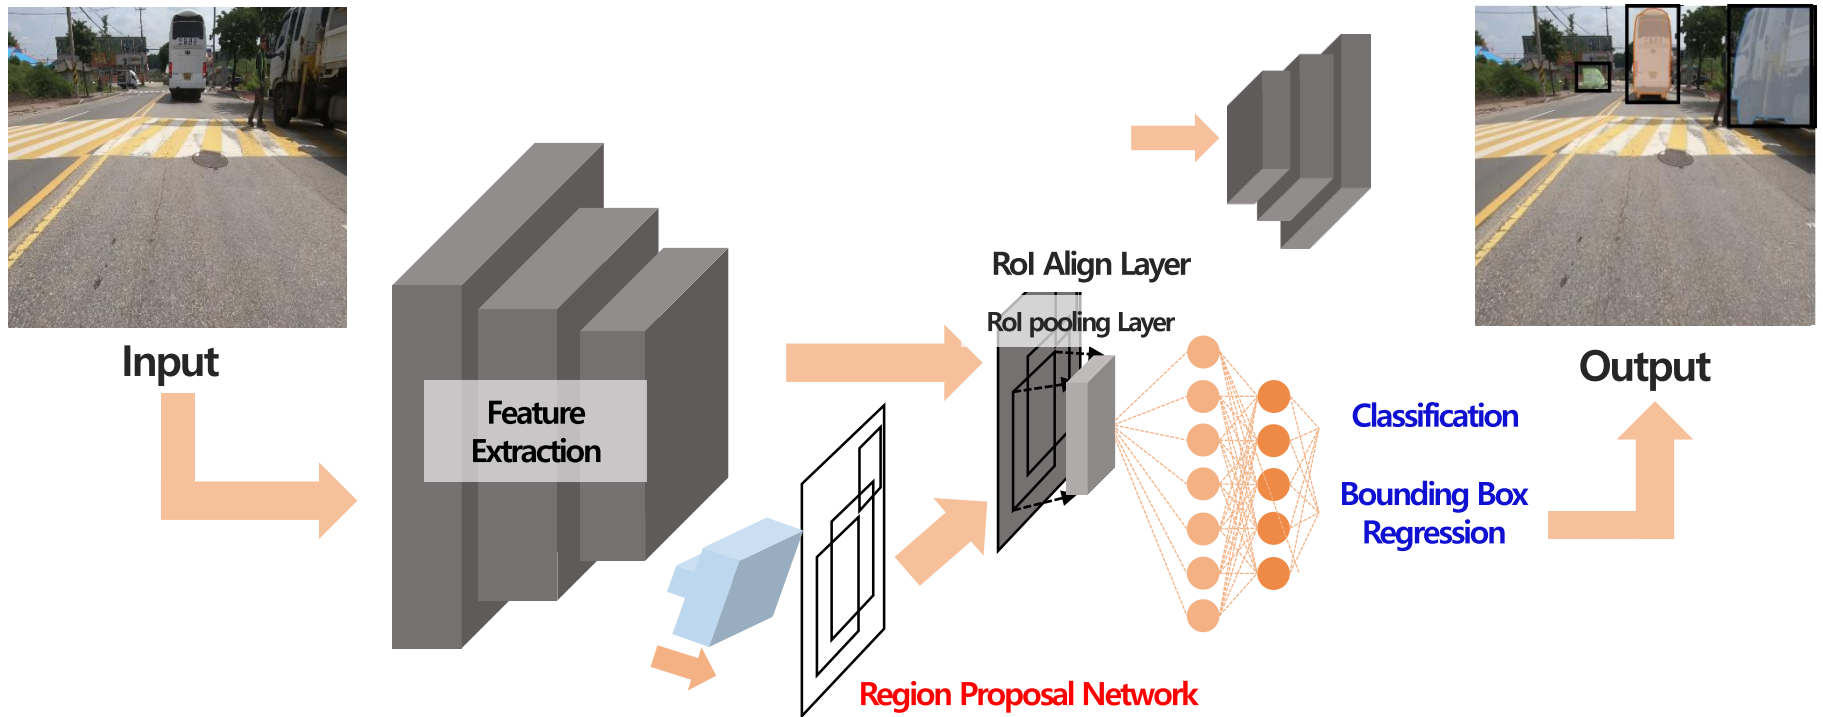 Input
Feature
Extraction
RoI Align Layer
RoI pooling Layer
Region Proposal Network
Classification
Bounding Box
Regression
Output